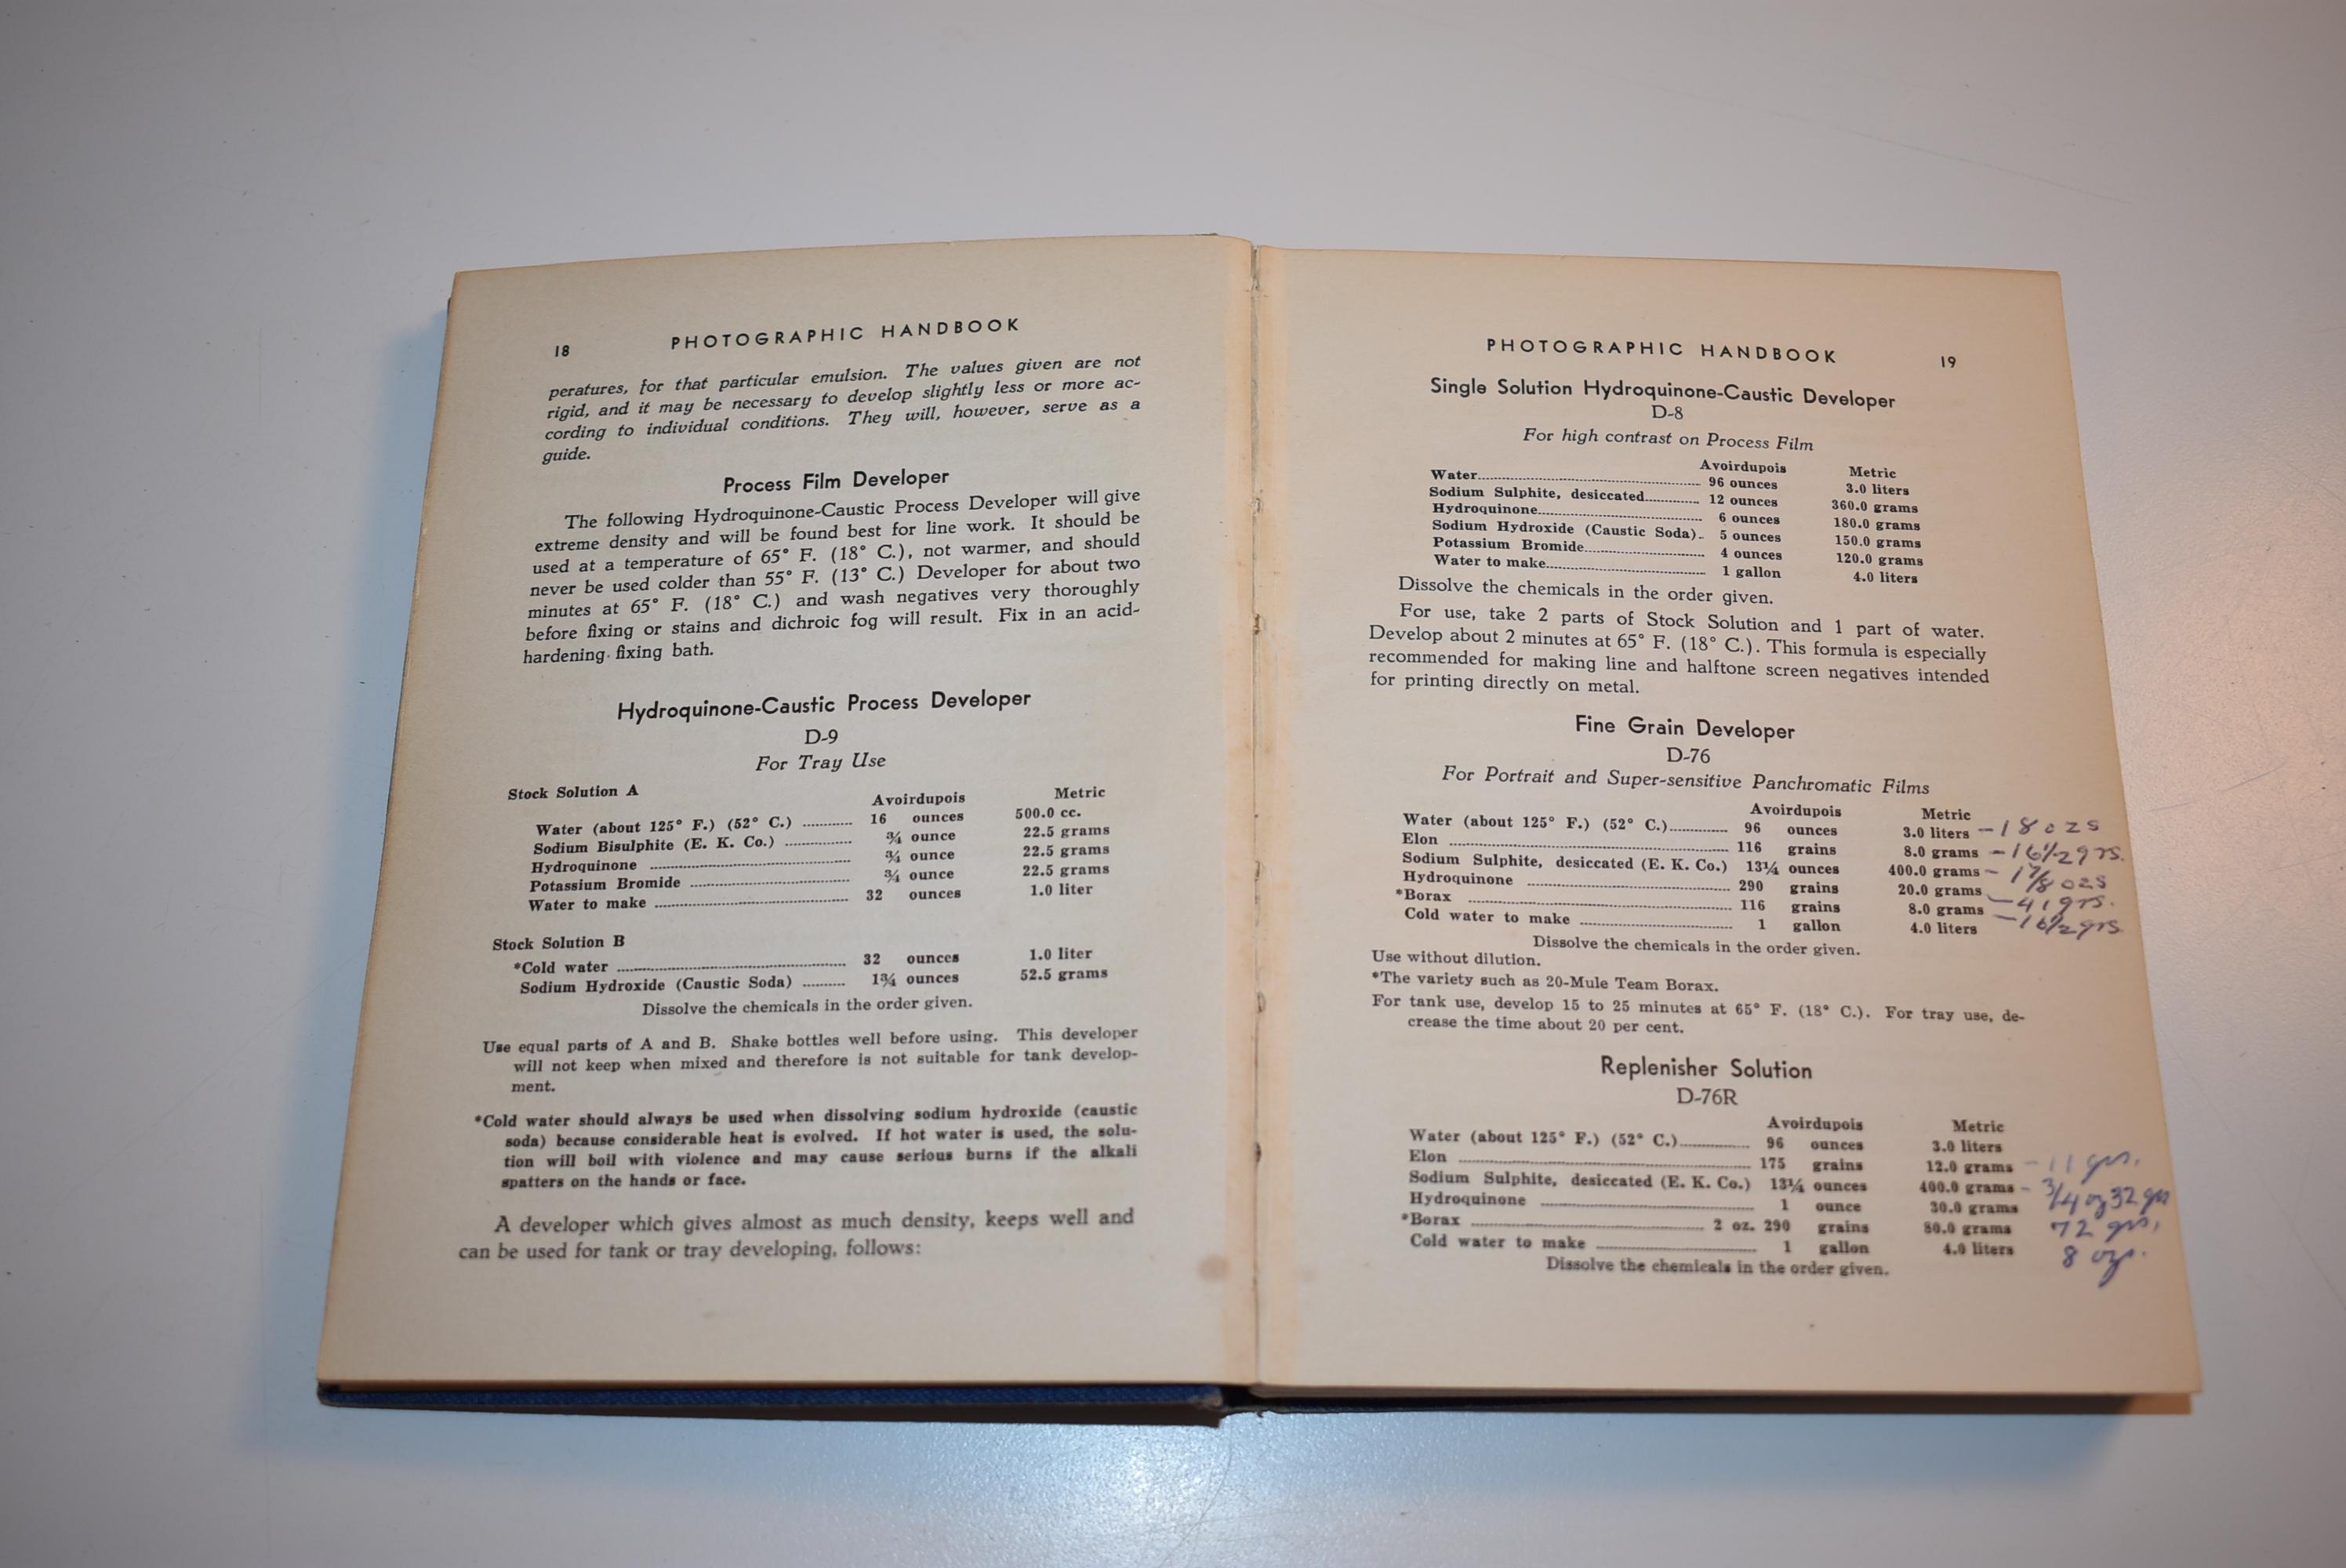 18 PHOTOGRAPHIC HANDBOOK
peratures, for that particular emulsion. The values given are not
rigid, and it may be necessary to develop slightly less or more ac-
cording to individual conditions. They will, however, serve as a
guide.
Process Film Developer
The following Hydroquinone-Caustic Process Developer will give
extreme density and will be found best for line work. It should be
used at a temperature of 65° F. (18° C.), not warmer, and should
never be used colder than 55° F. (13° C.) Developer for about two
minutes at 65° F. (18° C.) and wash negatives very thoroughly
before fixing or stains and dichroic fog will result. Fix in an acid-
hardening fixing bath.
Hydroquinone-Caustic Process Developer
D-9
For Tray Use
Stock Solution A
Avoirdupois Metric
Water (about 125° F.) (52° C.) 16 ounces 500.0 cc.
Sodium Bisulphite (E. K. Co.) ¾ ounce 22.5 grams
Hydroquinone ¾ ounce 22.5 grams
Potassium Bromide ¾ ounce 22.5 grams
Water to make 32 ounces 1.0 liter
Stock Solution B
*Cold water 32 ounces 1.0 liter
Sodium Hydroxide (Caustic Soda) 1¾ ounces 52.5 grams
Dissolve the chemicals in the order given.
Use equal parts of A and B. Shake bottles well before using. This developer
will not keep when mixed and therefore is not suitable for tank develop-
ment.
*Cold water should always be used when dissolving sodium hydroxide (caustic
soda) because considerable heat is evolved. If hot water is used, the solu-
tion will boil with violence and may cause serious burns if the alkali
spatters on the hands or face.
A developer which gives almost as much density, keeps well and
can be used for tank or tray developing, follows:
PHOTOGRAPHIC HANDBOOK 19
Single Solution Hydroquinone-Caustic Developer
D-8
For high contrast on Process Film
Avoirdupois Metric
Water 96 ounces 3.0 liters
Sodium Sulphite, desiccated 12 ounces 360.0 grams
Hydroquinone 6 ounces 180.0 grams
Sodium Hydroxide (Caustic Soda) 5 ounces 150.0 grams
Potassium Bromide 4 ounces 120.0 grams
Water to make 1 gallon 4.0 liters
Dissolve the chemicals in the order given.
For use, take 2 parts of Stock Solution and 1 part of water.
Develop about 2 minutes at 65° F. (18° C.). This formula is especially
recommended for making line and halftone screen negatives intended
for printing directly on metal.
Fine Grain Developer
D-76
For Portrait and Super-sensitive Panchromatic Films
Avoirdupois Metric
Water (about 125° F.) (52° C.) 96 ounces 3.0 liters – 18 ozs
Elon 116 grains 8.0 grams – 16½ grs.
Sodium Sulphite, desiccated (E. K. Co.) 13¼ ounces 400.0 grams – 1⅞ ozs
Hydroquinone 290 grains 20.0 grams – 41 grs.
*Borax 116 grains 8.0 grams – 16½ grs
Cold water to make 1 gallon 4.0 liters
Dissolve the chemicals in the order given.
Use without dilution.
*The variety such as 20-Mule Team Borax.
For tank use, develop 15 to 25 minutes at 65° F. (18° C.). For tray use, de-
crease the time about 20 per cent.
Replenisher Solution
D-76R
Avoirdupois Metric
Water (about 125° F.) (52° C.) 96 ounces 3.0 liters
Elon 175 grains 12.0 grams – 11 grs.
Sodium Sulphite, desiccated (E. K. Co.) 13¼ ounces 400.0 grams – ¾ oz 32 grs
Hydroquinone 1 ounce 30.0 grams
*Borax 2 oz. 290 grains 80.0 grams 72 grs.
Cold water to make 1 gallon 4.0 liters 8 ozs.
Dissolve the chemicals in the order given.